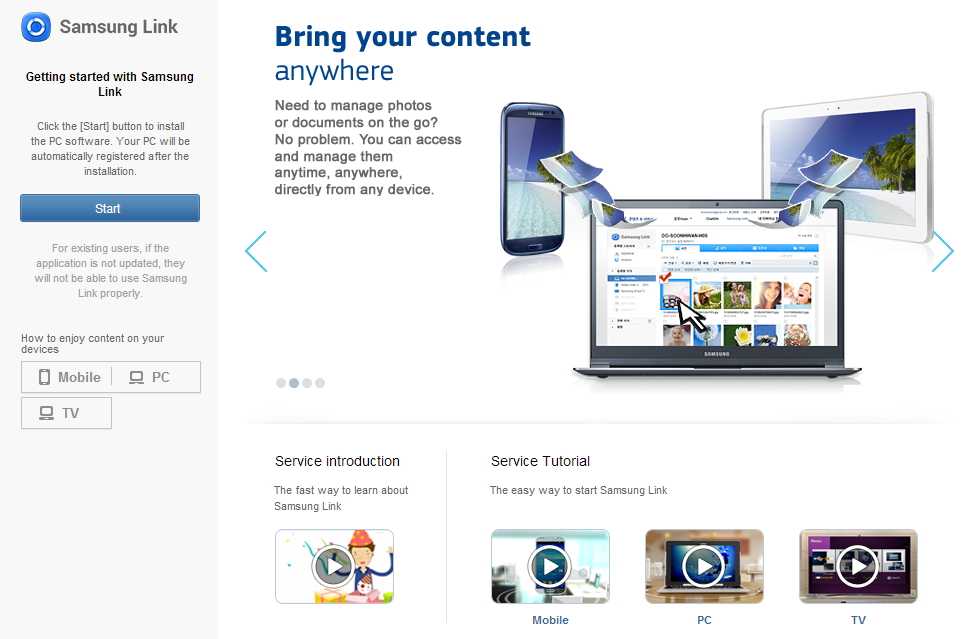 Samsung Link
Getting started with Samsung
Link
Click the [Start] button to install
the PC software. Your PC will be
automatically registered after the
installation.
Start
For existing users, if the
application is not updated, they
will not be able to use Samsung
Link properly.
How to enjoy content on your
devices
Mobile
PC
TV
Bring your content
anywhere
Need to manage photos
or documents on the go?
No problem. You can access
and manage them
anytime, anywhere,
directly from any device.
SAMSUNG
Samsung Link
SAMSUNG
Service introduction
The fast way to learn about
Samsung Link
Service Tutorial
The easy way to start Samsung Link
Mobile
PC
TV